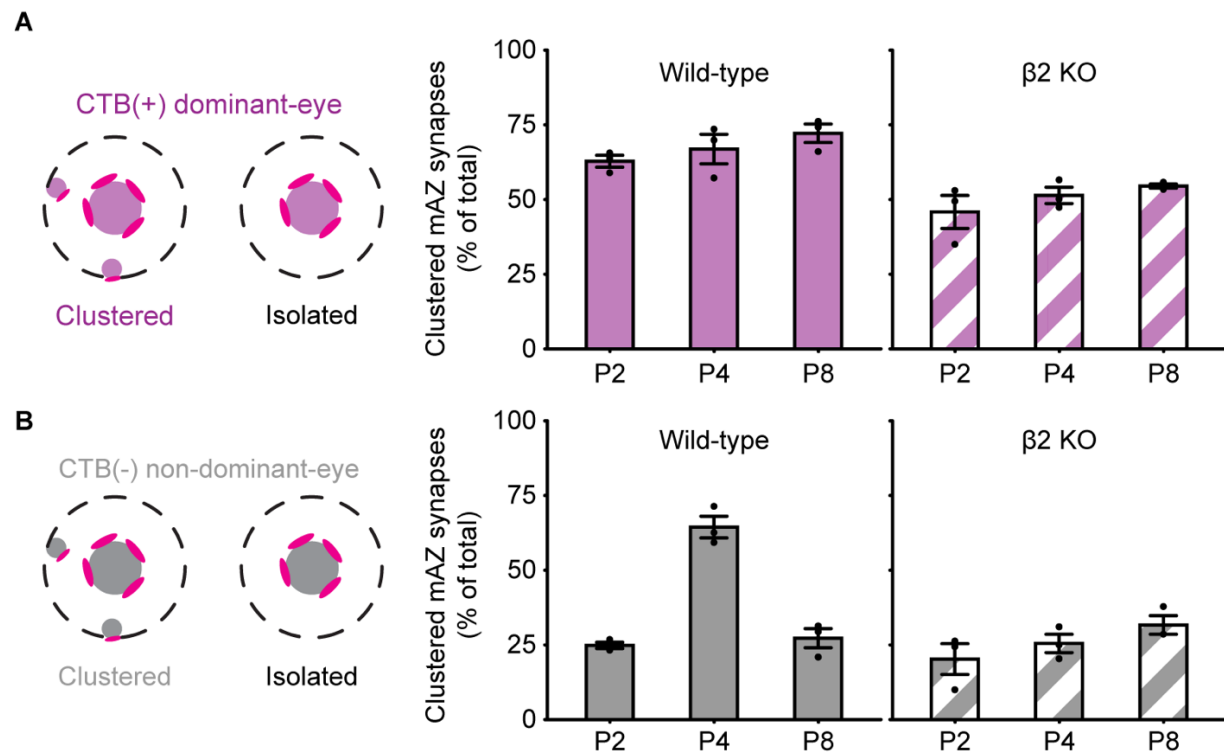 A
CTB(+) dominant-eye
Clustered
Isolated
Clustered mAZ synapses
(% of total)
100
75
50
25
0
Wild-type
P2
P4
P8
β2 KO
P2
P4
P8
B
CTB(-) non-dominant-eye
Clustered
Isolated
Clustered mAZ synapses
(% of total)
100
75
50
25
0
Wild-type
P2
P4
P8
β2 KO
P2
P4
P8